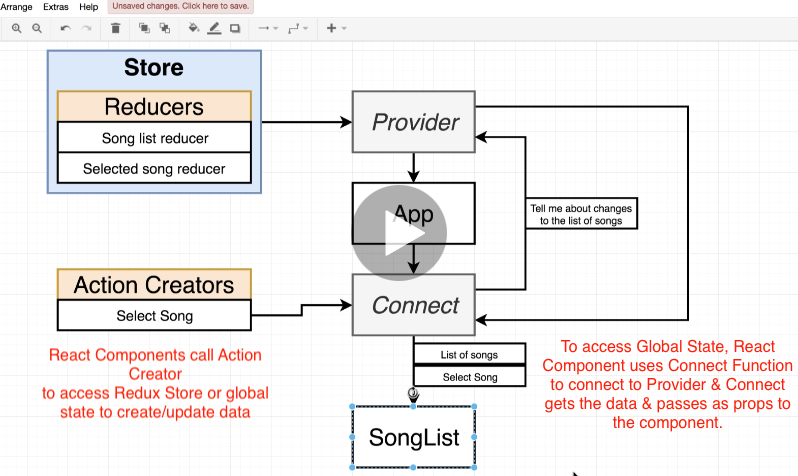 Arrange Extras Help Unsaved changes. Click here to save.
Store
Reducers
Song list reducer
Selected song reducer
Provider
App
Tell me about changes
to the list of songs
Action Creators
Select Song
Connect
List of songs
Select Song
React Components call Action
Creator
to access Redux Store or global
state to create/update data
To access Global State, React
Component uses Connect Function
to connect to Provider & Connect
gets the data & passes as props to
the component.
SongList